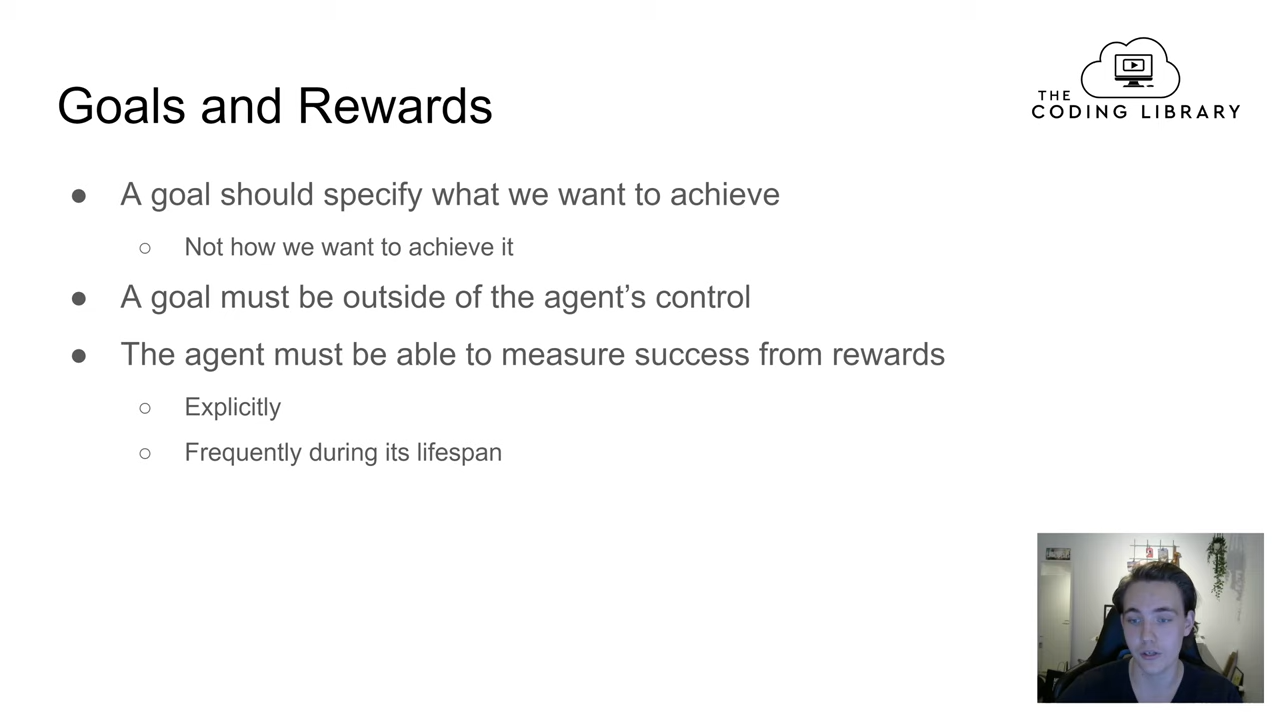 Goals and Rewards
THE
CODING LIBRARY
● A goal should specify what we want to achieve
○ Not how we want to achieve it
● A goal must be outside of the agent's control
● The agent must be able to measure success from rewards
○ Explicitly
○ Frequently during its lifespan